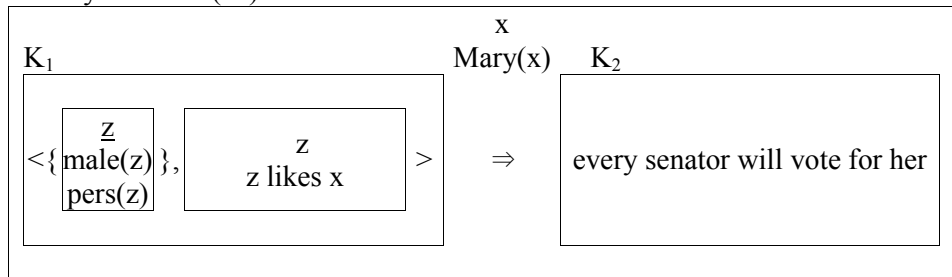 x
K₁ Mary(x) K₂
<{ z
male(z)
pers(z) }, z
z likes x > ⇒ every senator will vote for her